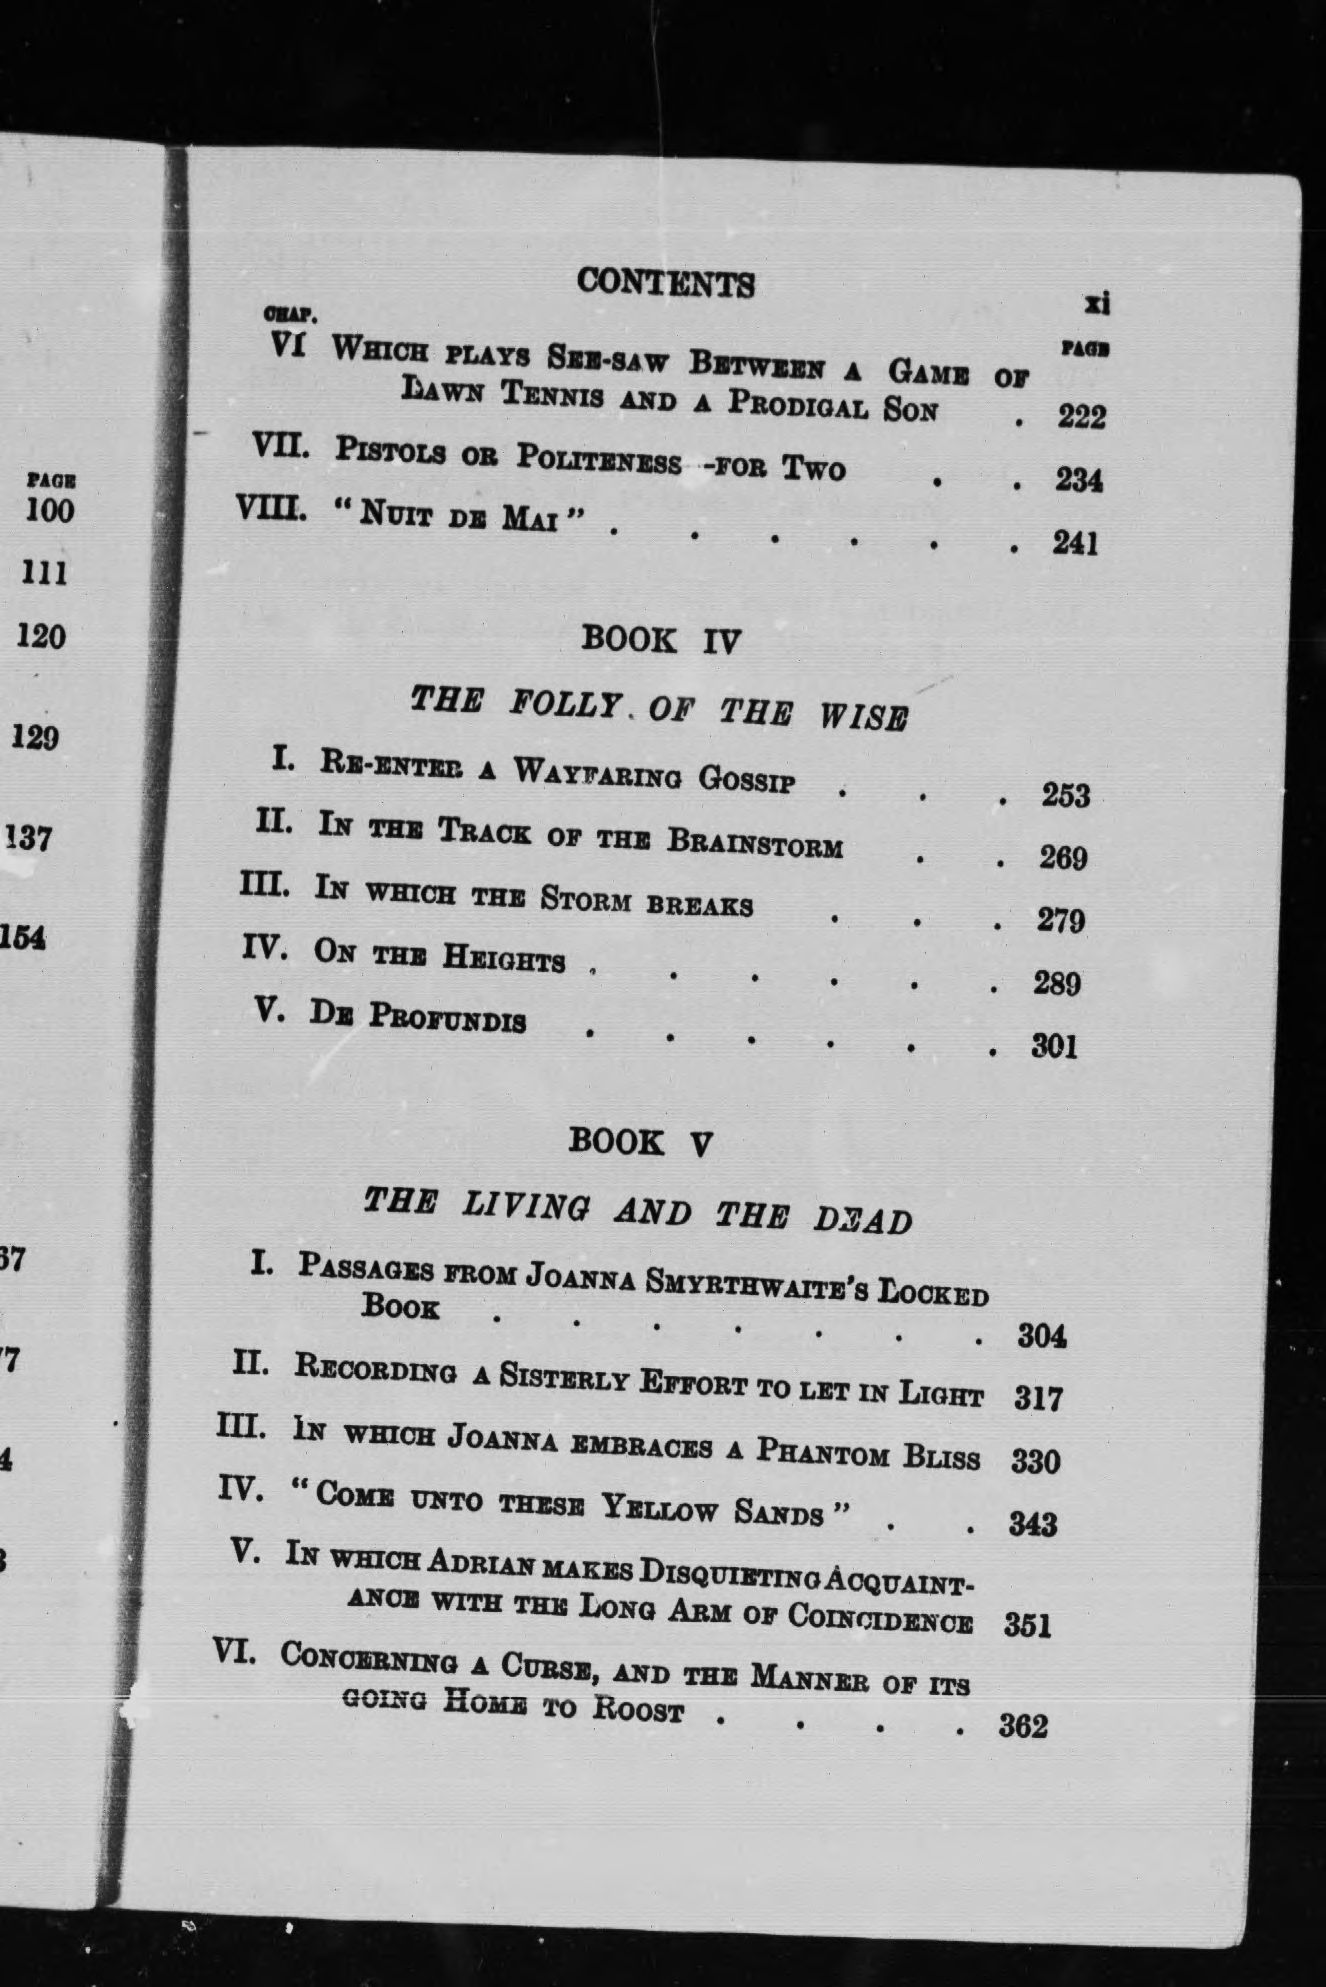 PAGE
100
111
120
129
137
154
CONTENTS xi
CHAP. PAGE
VI WHICH PLAYS SEE-SAW BETWEEN A GAME OF
LAWN TENNIS AND A PRODIGAL SON . 222
VII. PISTOLS OR POLITENESS -FOR TWO . . 234
VIII. “NUIT DE MAI” . . . . . . 241
BOOK IV
THE FOLLY OF THE WISE
I. RE-ENTER A WAYFARING GOSSIP . . . 253
II. IN THE TRACK OF THE BRAINSTORM . . 269
III. IN WHICH THE STORM BREAKS . . . 279
IV. ON THE HEIGHTS . . . . . . 289
V. DE PROFUNDIS . . . . . . 301
BOOK V
THE LIVING AND THE DEAD
I. PASSAGES FROM JOANNA SMYRTHWAITE'S LOCKED
BOOK . . . . . . . 304
II. RECORDING A SISTERLY EFFORT TO LET IN LIGHT 317
III. IN WHICH JOANNA EMBRACES A PHANTOM BLISS 330
IV. “COME UNTO THESE YELLOW SANDS” . . 343
V. IN WHICH ADRIAN MAKES DISQUIETING ACQUAINT-
ANCE WITH THE LONG ARM OF COINCIDENCE 351
VI. CONCERNING A CURSE, AND THE MANNER OF ITS
GOING HOME TO ROOST . . . . 362